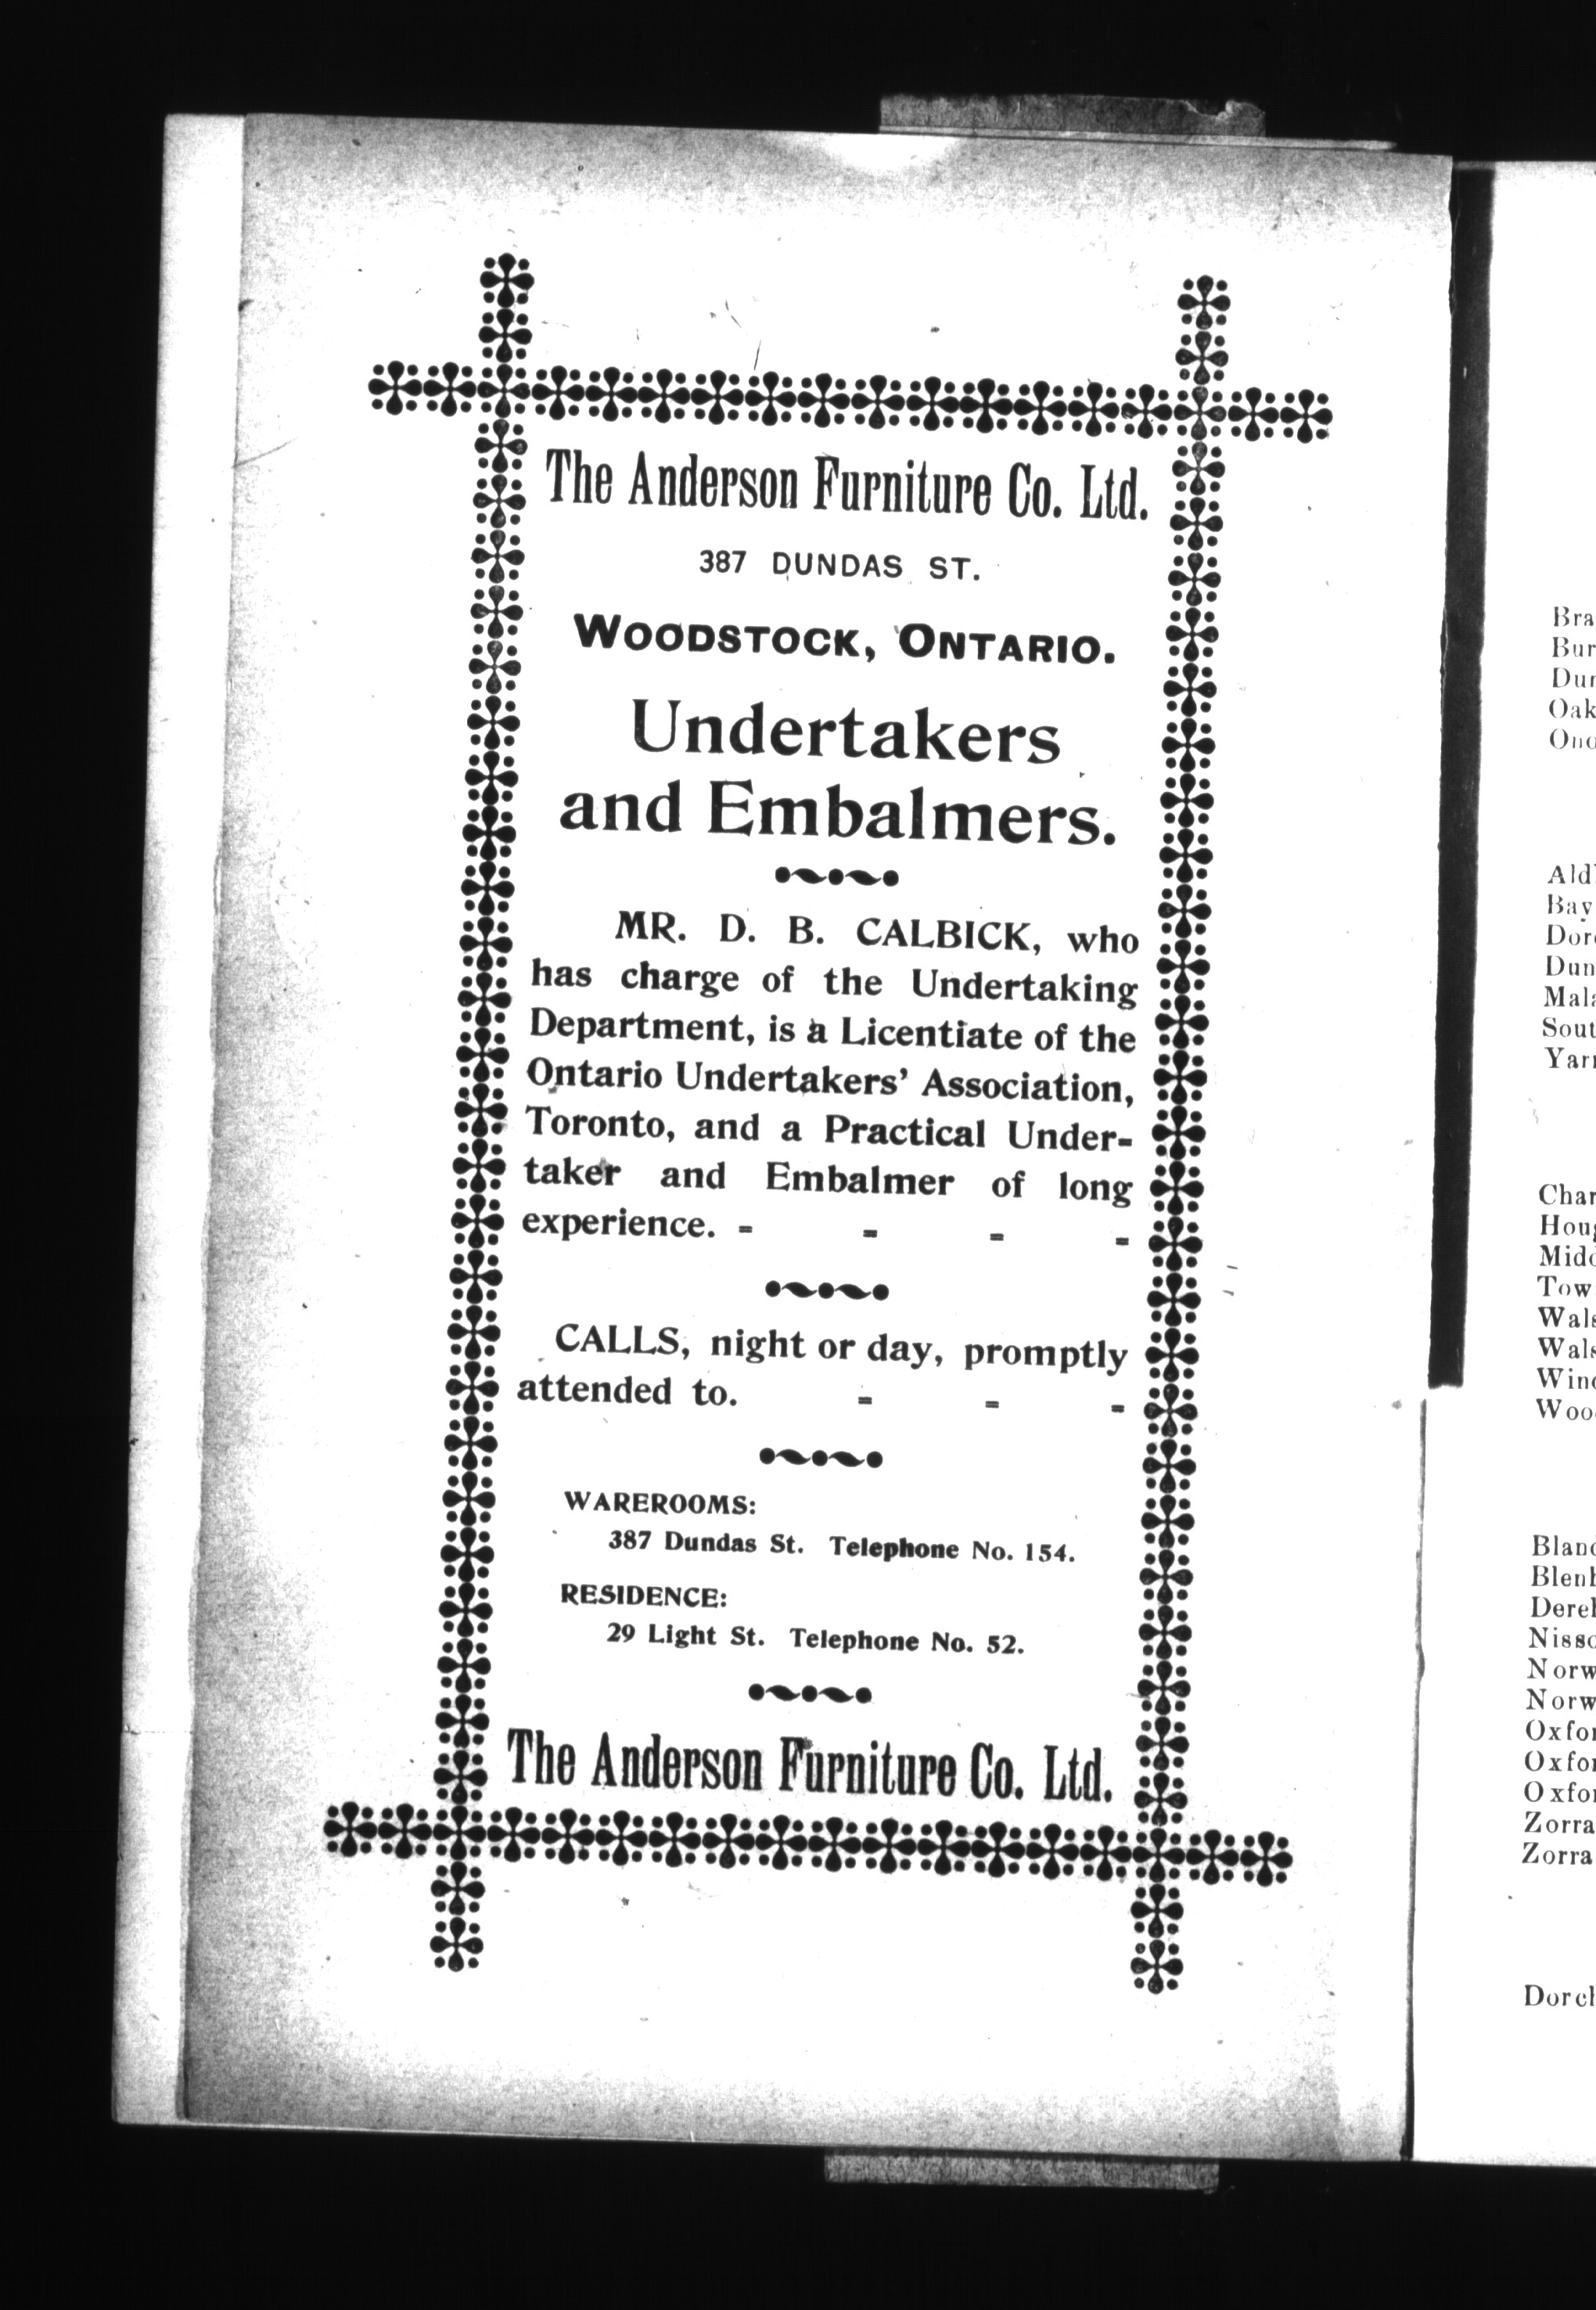 The Anderson Furniture Co. Ltd.
387 DUNDAS ST.
WOODSTOCK, ONTARIO.
Undertakers
and Embalmers.
MR. D. B. CALBICK, who
has charge of the Undertaking
Department, is a Licentiate of the
Ontario Undertakers' Association,
Toronto, and a Practical Under-
taker and Embalmer of long
experience. - - - -
CALLS, night or day, promptly
attended to. - - -
WAREROOMS:
387 Dundas St. Telephone No. 154.
RESIDENCE:
29 Light St. Telephone No. 52.
The Anderson Furniture Co. Ltd.